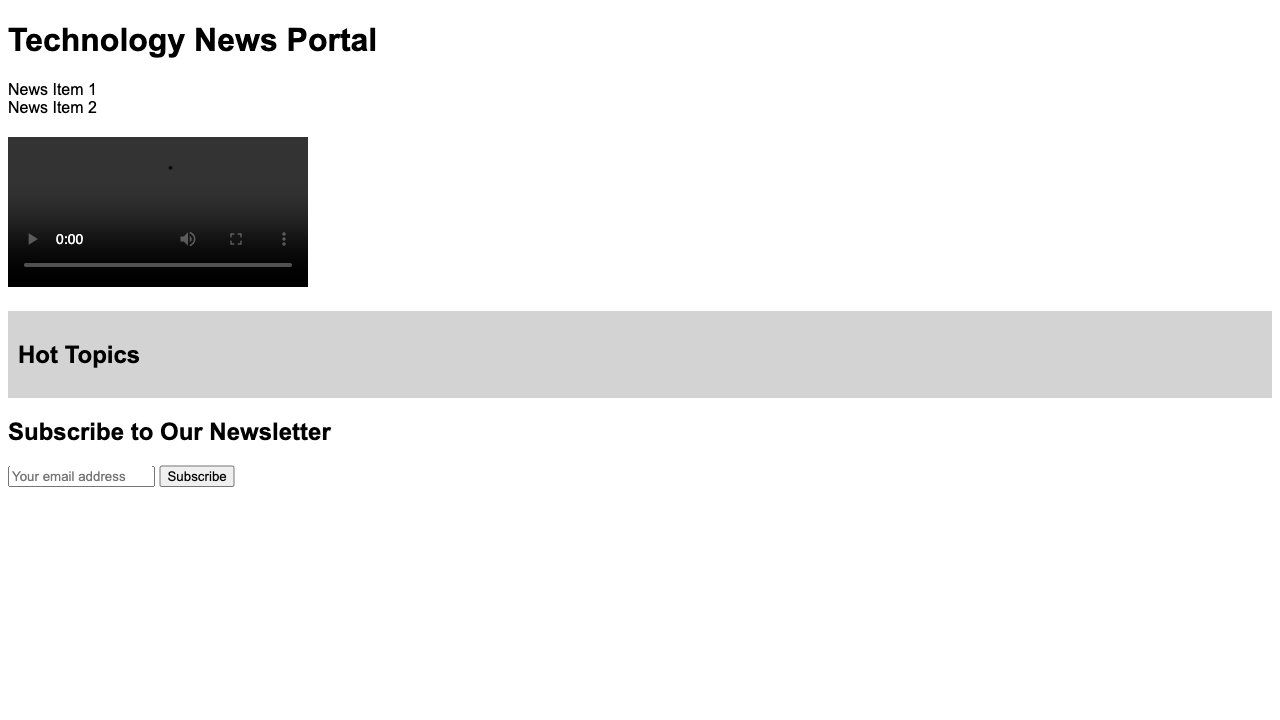 Technology News Portal
News Item 1
News Item 2
0:00
Hot Topics
Subscribe to Our Newsletter
Your email address Subscribe